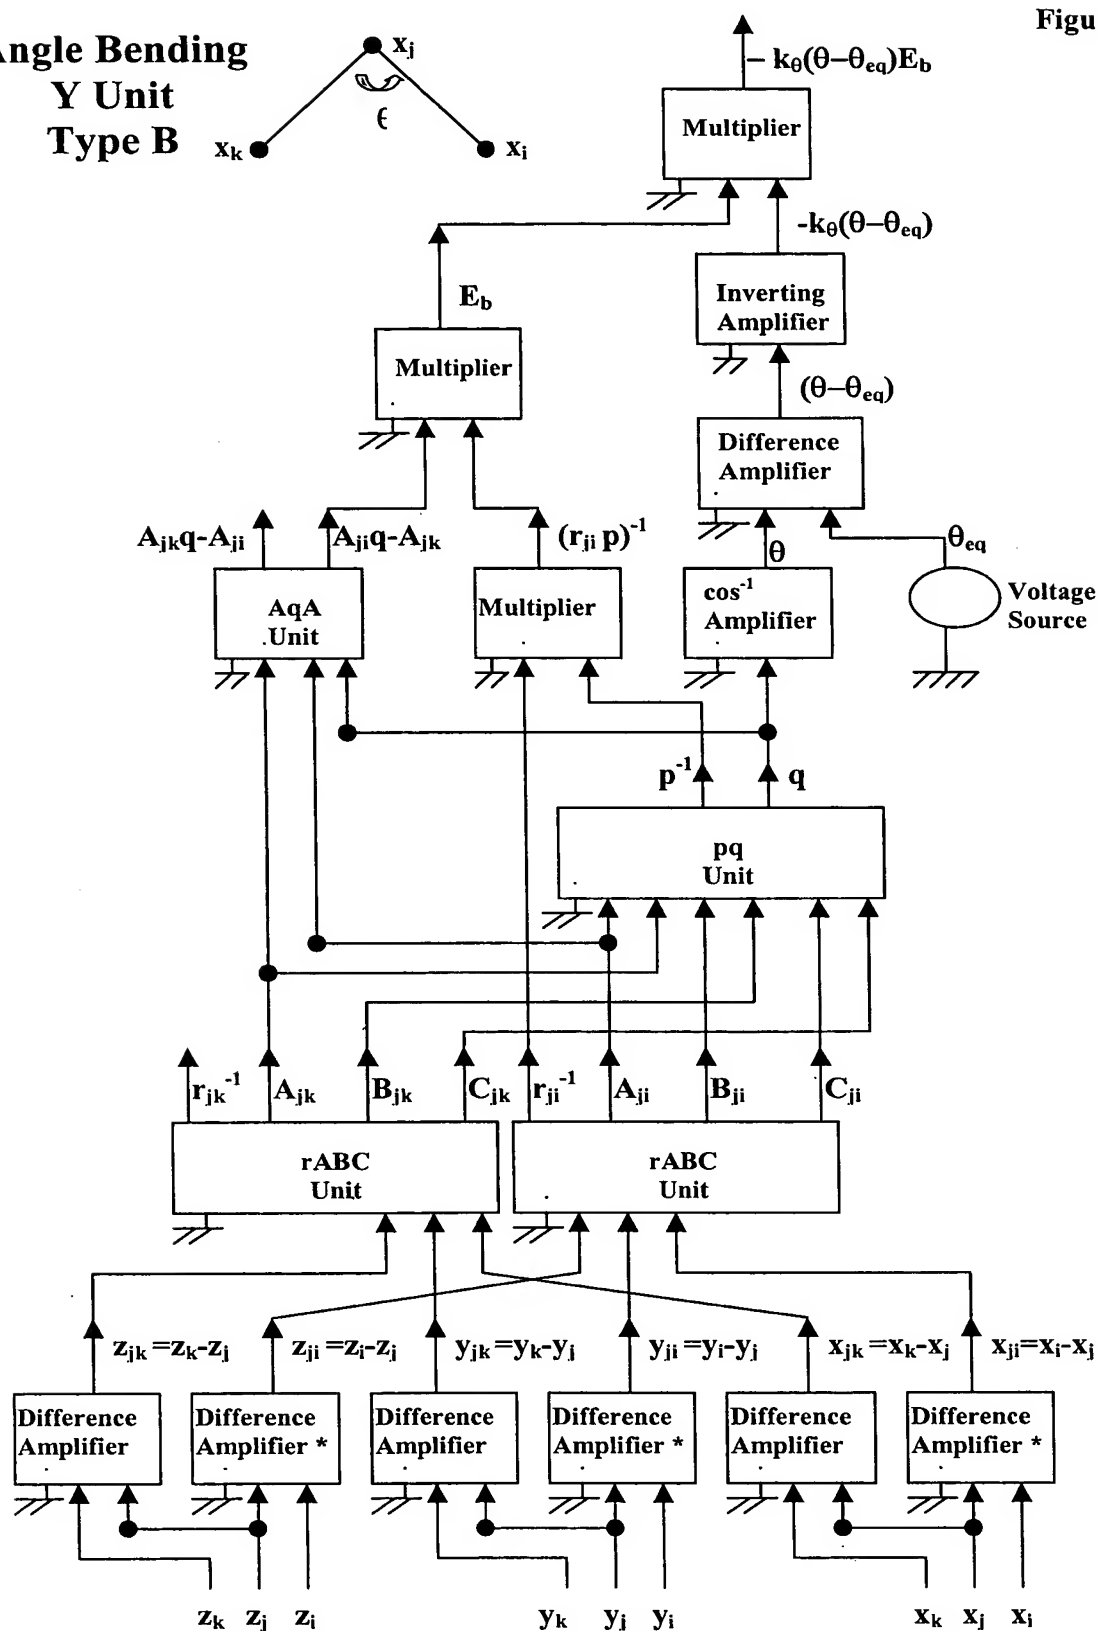 Figu
Angle Bending
Y Unit
Type B
xj
ϵ
xk
xi
– kθ(θ–θeq)Eb
Multiplier
-kθ(θ–θeq)
Eb
Inverting
Amplifier
Multiplier
(θ–θeq)
Difference
Amplifier
Ajkq-Aji
Ajiq-Ajk
(rji p)⁻¹
θ
θeq
AqA
Unit
Multiplier
cos⁻¹
Amplifier
Voltage
Source
p⁻¹
q
pq
Unit
rjk⁻¹
Ajk
Bjk
Cjk
rji⁻¹
Aji
Bji
Cji
rABC
Unit
rABC
Unit
zjk=zk-zj
zji=zi-zj
yjk=yk-yj
yji=yi-yj
xjk=xk-xj
xji=xi-xj
Difference
Amplifier
Difference
Amplifier *
Difference
Amplifier
Difference
Amplifier *
Difference
Amplifier
Difference
Amplifier *
zk zj zi
yk yj yi
xk xj xi